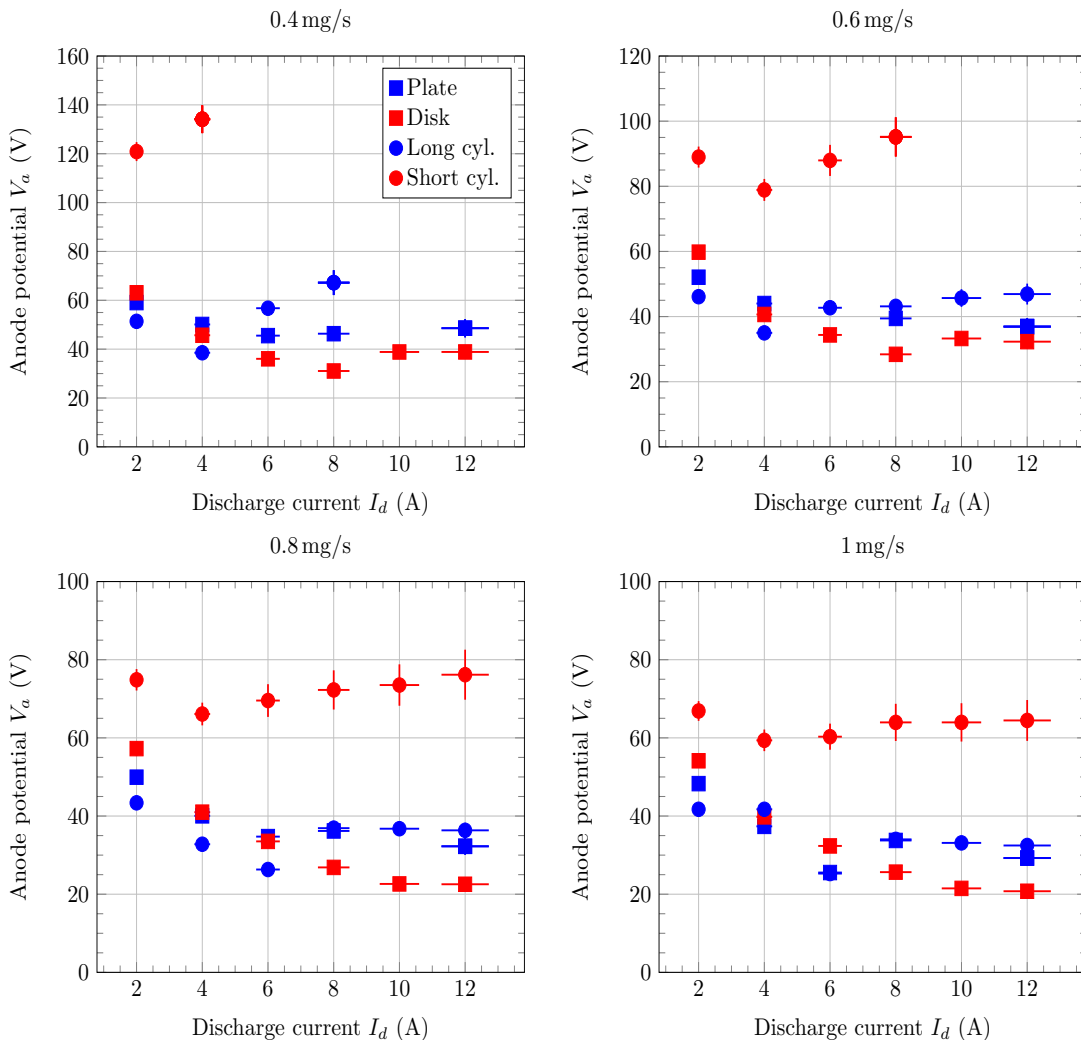 0.4 mg/s
160
140
120
100
80
60
40
20
0
Anode potential V_a (V)
Plate
Disk
Long cyl.
Short cyl.
2 4 6 8 10 12
Discharge current I_d (A)
0.6 mg/s
120
100
80
60
40
20
0
Anode potential V_a (V)
2 4 6 8 10 12
Discharge current I_d (A)
0.8 mg/s
100
80
60
40
20
0
Anode potential V_a (V)
2 4 6 8 10 12
Discharge current I_d (A)
1 mg/s
100
80
60
40
20
0
Anode potential V_a (V)
2 4 6 8 10 12
Discharge current I_d (A)